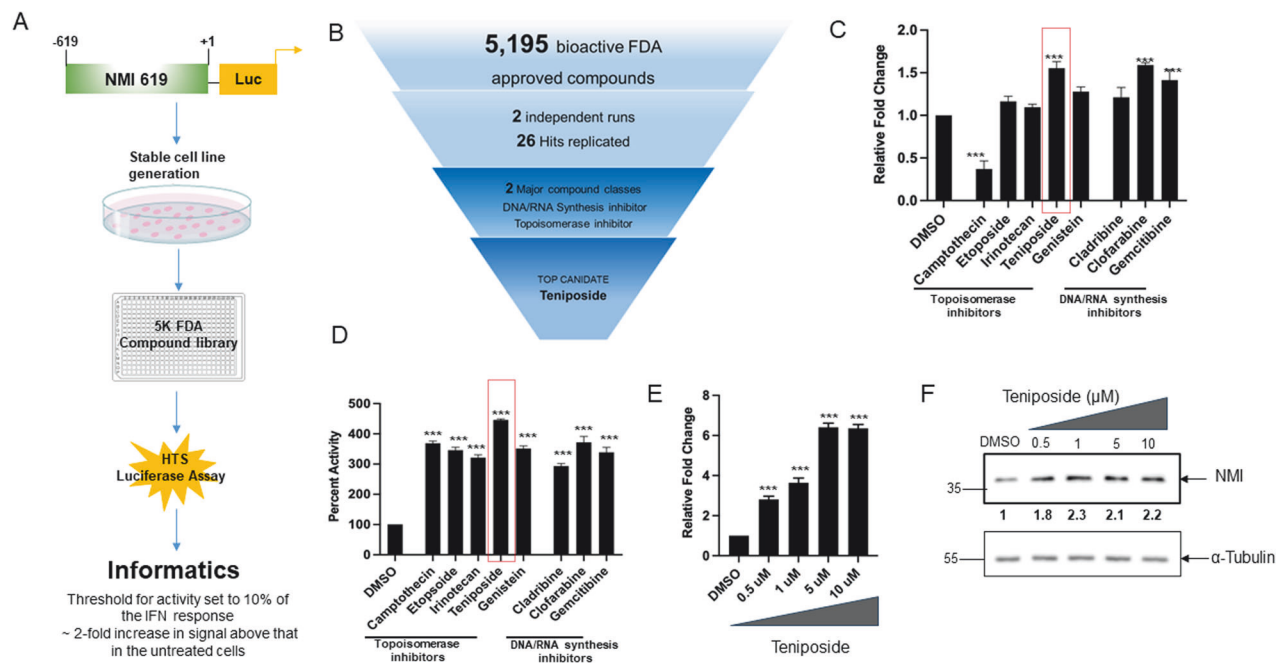 A
-619
+1
NMI 619
Luc
Stable cell line
generation
5K FDA
Compound library
HTS
Luciferase Assay
Informatics
Threshold for activity set to 10% of
the IFN response
~ 2-fold increase in signal above that
in the untreated cells
B
5,195 bioactive FDA
approved compounds
2 independent runs
26 Hits replicated
2 Major compound classes
DNA/RNA Synthesis inhibitor
Topoisomerase inhibitor
TOP CANIDATE
Teniposide
C
Relative Fold Change
2.0
1.5
1.0
0.5
0.0
***
***
***
***
DMSO
Camptothecin
Etoposide
Irinotecan
Teniposide
Genistein
Cladribine
Clofarabine
Gemcitibine
Topoisomerase
inhibitors
DNA/RNA synthesis
inhibitors
D
Percent Activity
500
400
300
200
100
0
***
***
***
***
***
***
***
***
DMSO
Camptothecin
Etopsoide
Irinotecan
Teniposide
Genistein
Cladribine
Clofarabine
Gemcitibine
Topoisomerase
inhibitors
DNA/RNA synthesis
inhibitors
E
Relative Fold Change
8
6
4
2
0
***
***
***
***
DMSO
0.5 uM
1 uM
5 uM
10 uM
Teniposide
F
Teniposide (µM)
DMSO
0.5
1
5
10
35
NMI
1
1.8
2.3
2.1
2.2
55
α-Tubulin